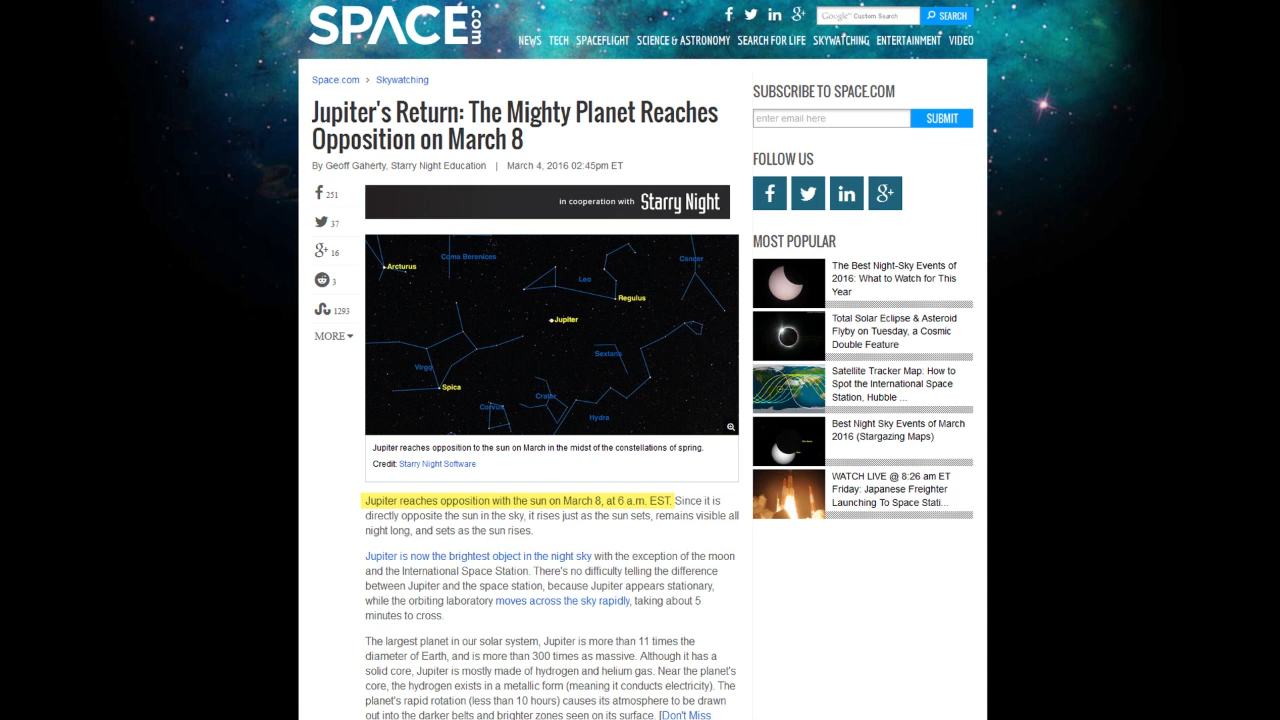 SPACE.com
Google™ Custom Search
SEARCH
NEWS TECH SPACEFLIGHT SCIENCE & ASTRONOMY SEARCH FOR LIFE SKYWATCHING ENTERTAINMENT VIDEO
Space.com > Skywatching
Jupiter's Return: The Mighty Planet Reaches
Opposition on March 8
By Geoff Gaherty, Starry Night Education | March 4, 2016 02:45pm ET
251
37
16
3
1293
MORE
in cooperation with Starry Night
Arcturus
Coma Berenices
Leo
Cancer
Regulus
Jupiter
Sextans
Virgo
Spica
Crater
Corvus
Hydra
Jupiter reaches opposition to the sun on March in the midst of the constellations of spring.
Credit: Starry Night Software
Jupiter reaches opposition with the sun on March 8, at 6 a.m. EST. Since it is
directly opposite the sun in the sky, it rises just as the sun sets, remains visible all
night long, and sets as the sun rises.
Jupiter is now the brightest object in the night sky with the exception of the moon
and the International Space Station. There's no difficulty telling the difference
between Jupiter and the space station, because Jupiter appears stationary,
while the orbiting laboratory moves across the sky rapidly, taking about 5
minutes to cross.
The largest planet in our solar system, Jupiter is more than 11 times the
diameter of Earth, and is more than 300 times as massive. Although it has a
solid core, Jupiter is mostly made of hydrogen and helium gas. Near the planet's
core, the hydrogen exists in a metallic form (meaning it conducts electricity). The
planet's rapid rotation (less than 10 hours) causes its atmosphere to be drawn
out into the darker belts and brighter zones seen on its surface. [Don't Miss
SUBSCRIBE TO SPACE.COM
enter email here
SUBMIT
FOLLOW US
MOST POPULAR
The Best Night-Sky Events of
2016: What to Watch for This
Year
Total Solar Eclipse & Asteroid
Flyby on Tuesday, a Cosmic
Double Feature
Satellite Tracker Map: How to
Spot the International Space
Station, Hubble ...
Best Night Sky Events of March
2016 (Stargazing Maps)
WATCH LIVE @ 8:26 am ET
Friday: Japanese Freighter
Launching To Space Stati...